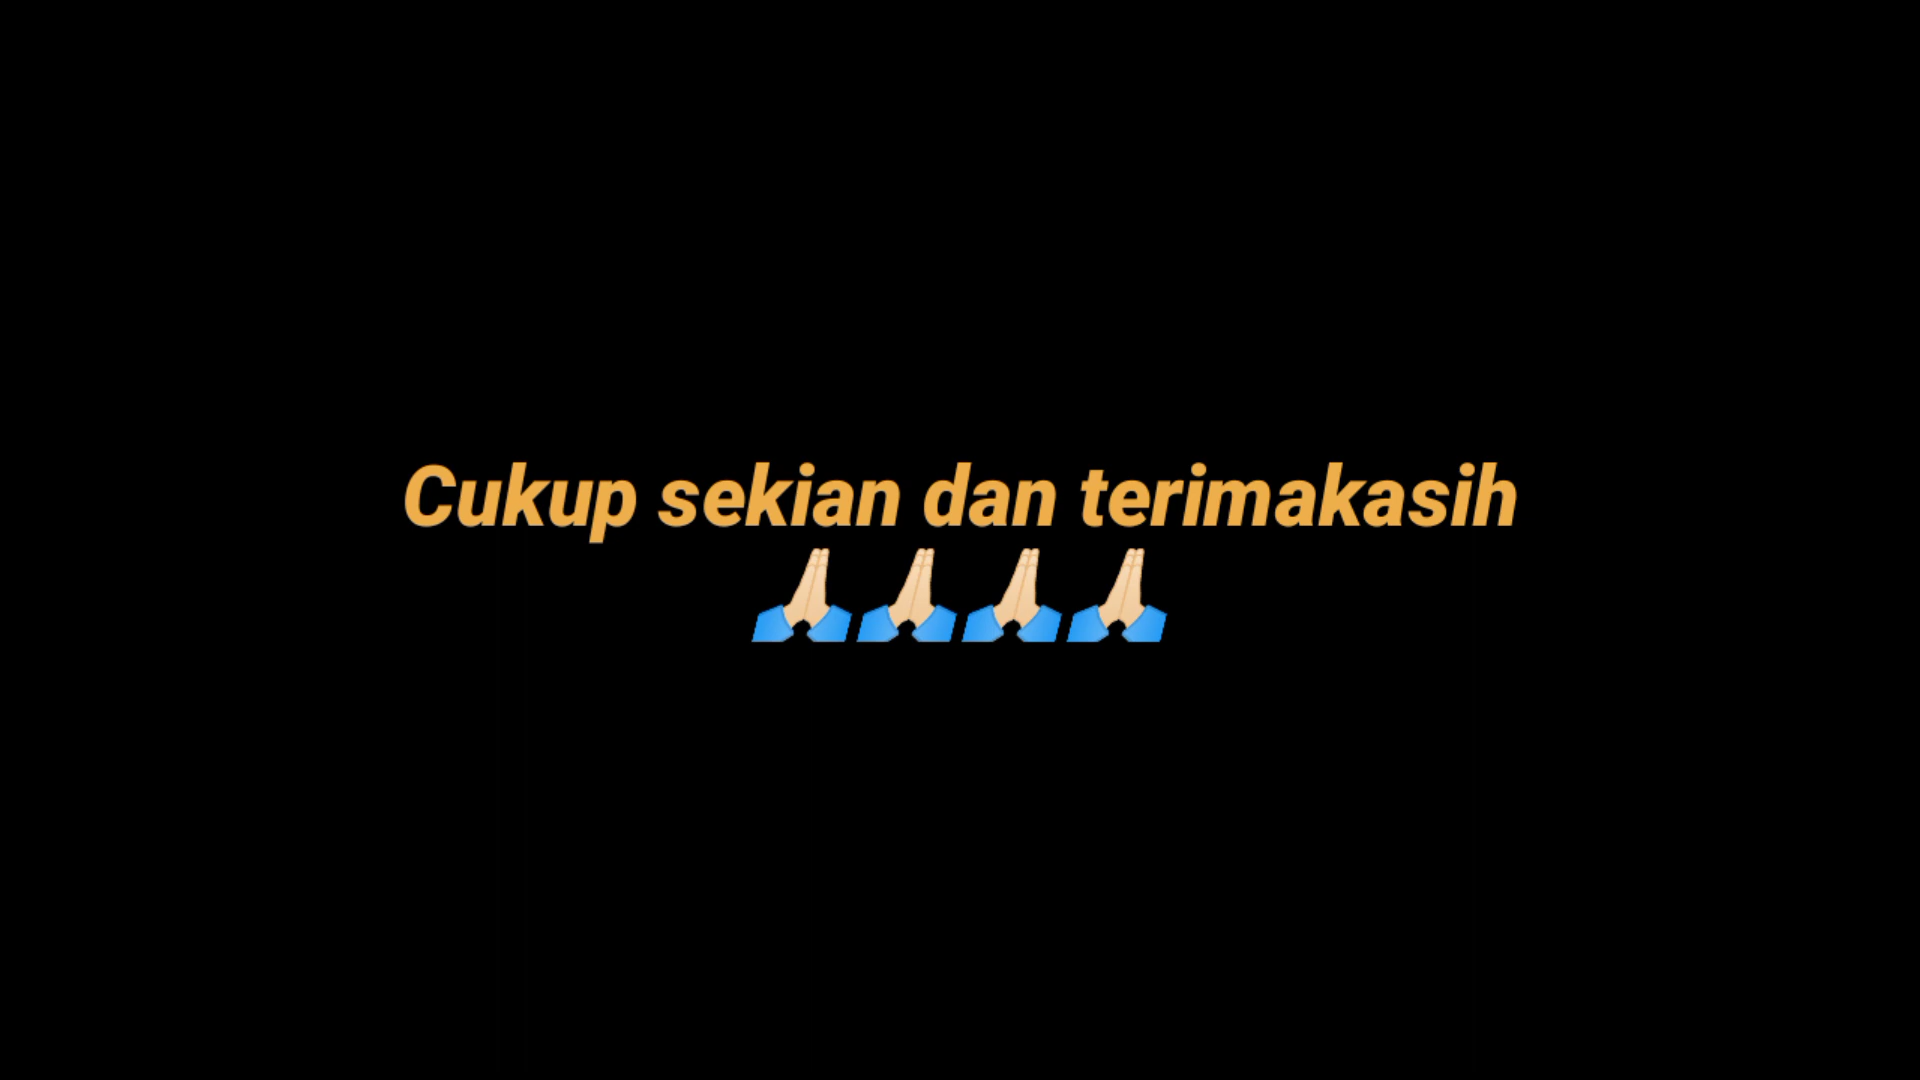 Cukup sekian dan terimakasih
🙏🏻🙏🏻🙏🏻🙏🏻